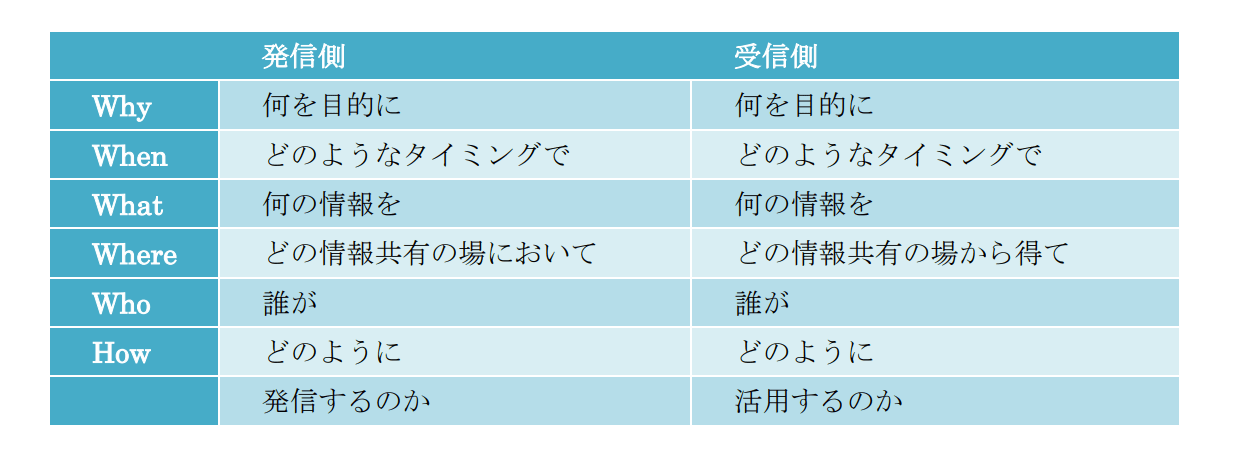 発信側 受信側
Why 何を目的に 何を目的に
When どのようなタイミングで どのようなタイミングで
What 何の情報を 何の情報を
Where どの情報共有の場において どの情報共有の場から得て
Who 誰が 誰が
How どのように どのように
発信するのか 活用するのか